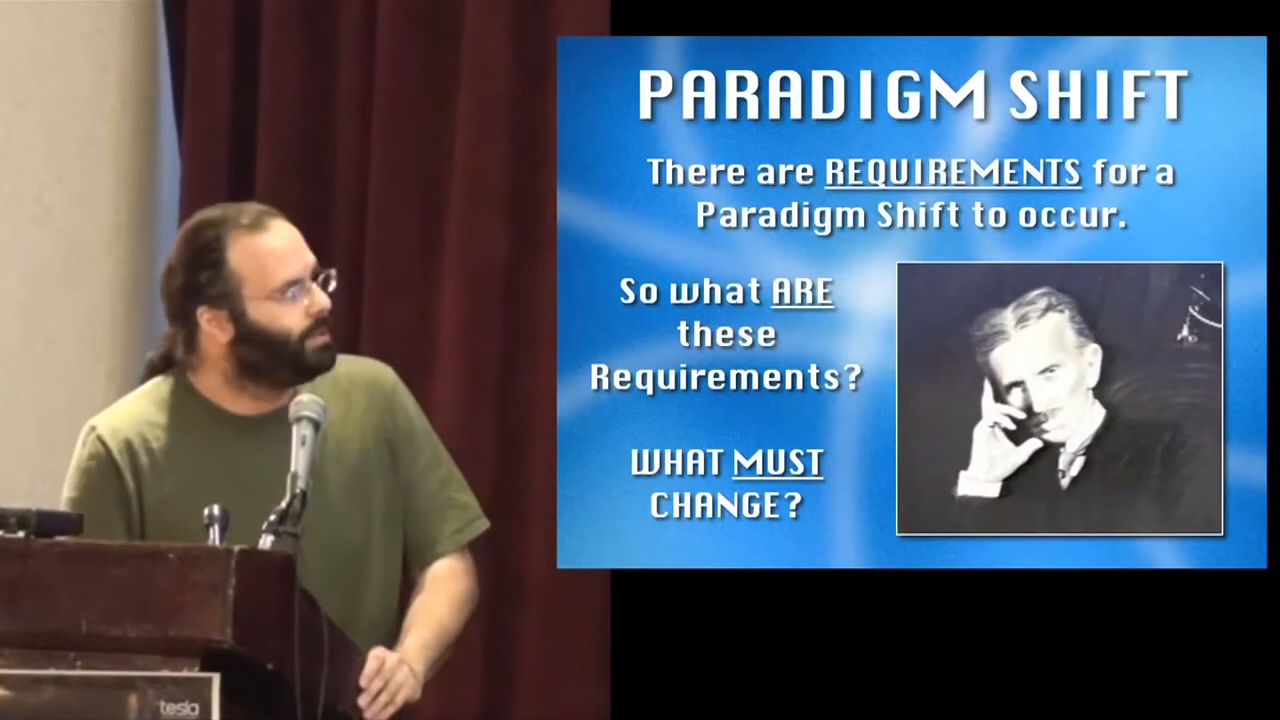 PARADIGM SHIFT
There are REQUIREMENTS for a
Paradigm Shift to occur.
So what ARE
these
Requirements?
WHAT MUST
CHANGE?
tesla